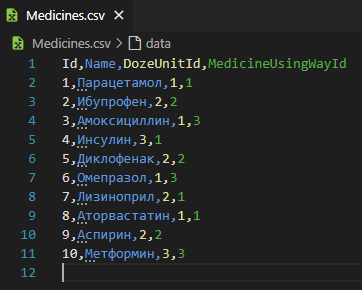 Medicines.csv
Medicines.csv > data
1 Id,Name,DozeUnitId,MedicineUsingWayId
2 1,Парацетамол,1,1
3 2,Ибупрофен,2,2
4 3,Амоксициллин,1,3
5 4,Инсулин,3,1
6 5,Диклофенак,2,2
7 6,Омепразол,1,3
8 7,Лизиноприл,2,1
9 8,Аторвастатин,1,1
10 9,Аспирин,2,2
11 10,Метформин,3,3
12